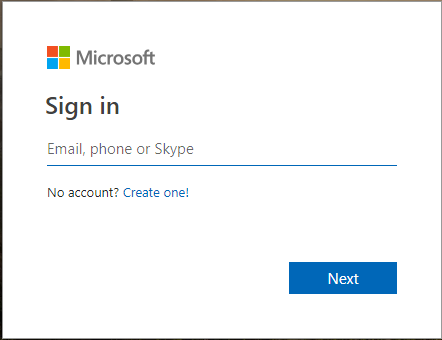 Microsoft
Sign in
Email, phone or Skype
No account? Create one!
Next